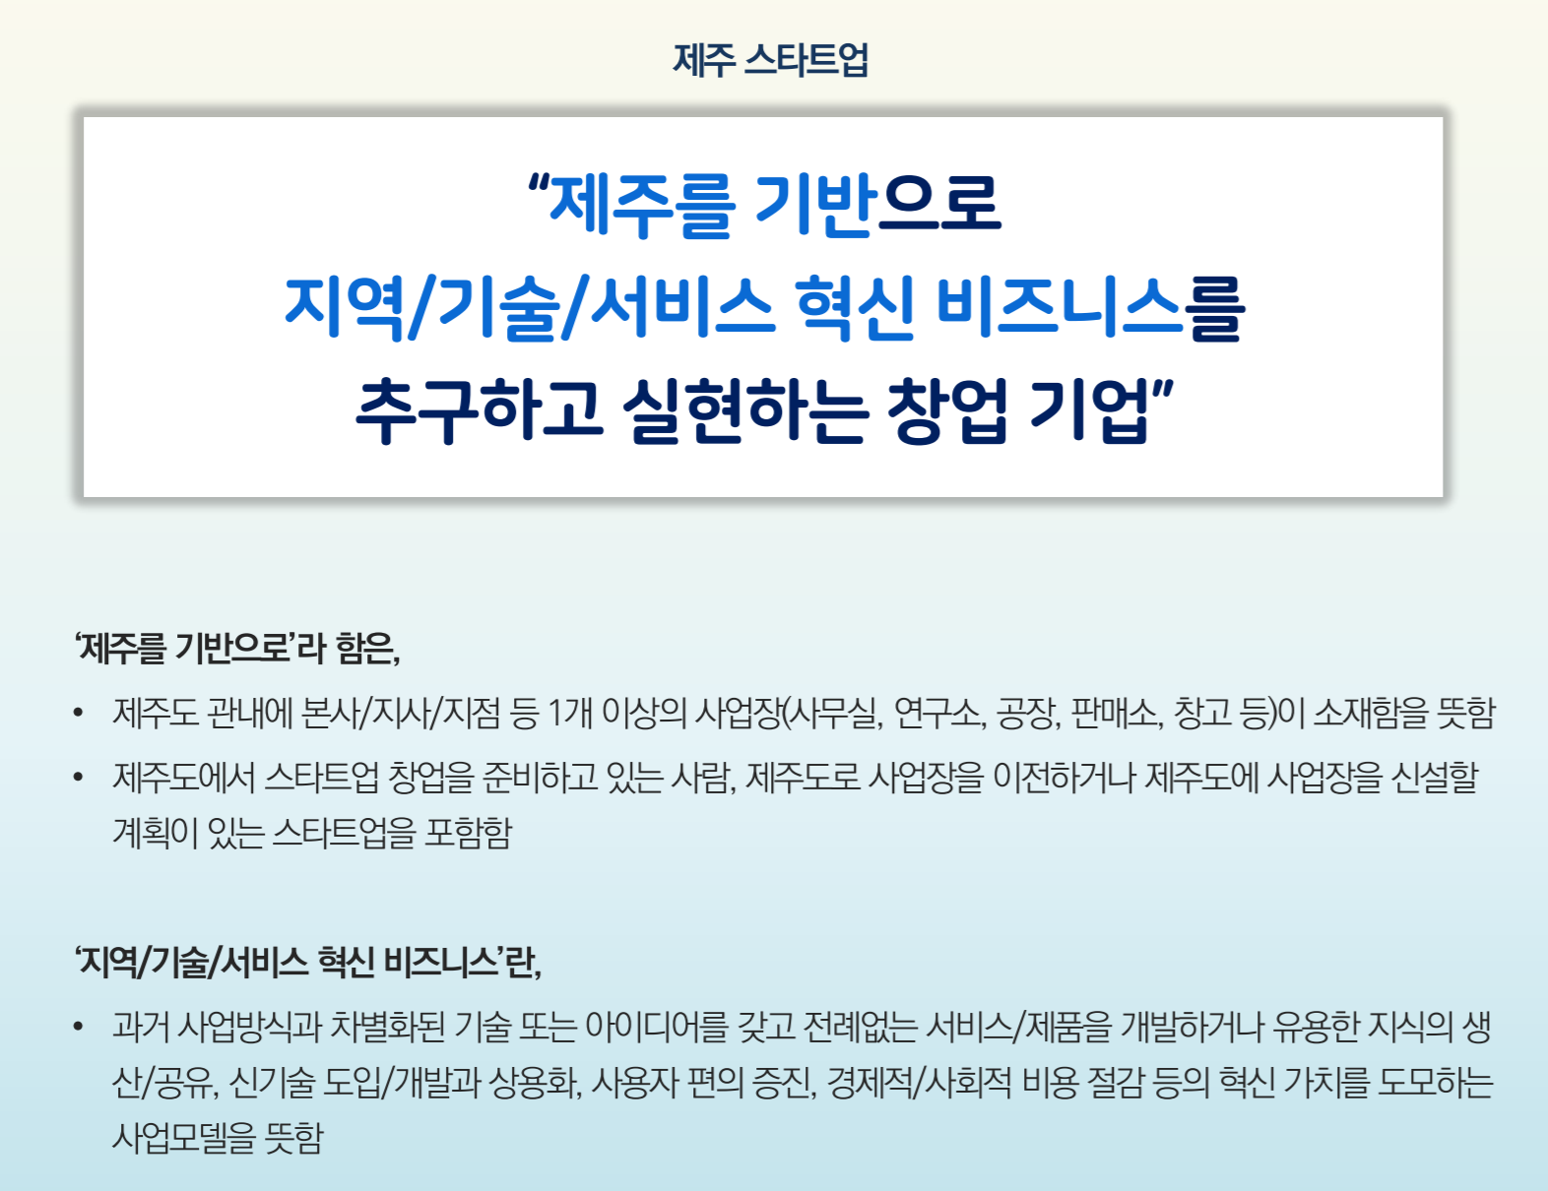 제주 스타트업
“제주를 기반으로
지역/기술/서비스 혁신 비즈니스를
추구하고 실현하는 창업 기업”
‘제주를 기반으로’라 함은,
• 제주도 관내에 본사/지사/지점 등 1개 이상의 사업장(사무실, 연구소, 공장, 판매소, 창고 등)이 소재함을 뜻함
• 제주도에서 스타트업 창업을 준비하고 있는 사람, 제주도로 사업장을 이전하거나 제주도에 사업장을 신설할
계획이 있는 스타트업을 포함함
‘지역/기술/서비스 혁신 비즈니스’란,
• 과거 사업방식과 차별화된 기술 또는 아이디어를 갖고 전례없는 서비스/제품을 개발하거나 유용한 지식의 생
산/공유, 신기술 도입/개발과 상용화, 사용자 편의 증진, 경제적/사회적 비용 절감 등의 혁신 가치를 도모하는
사업모델을 뜻함